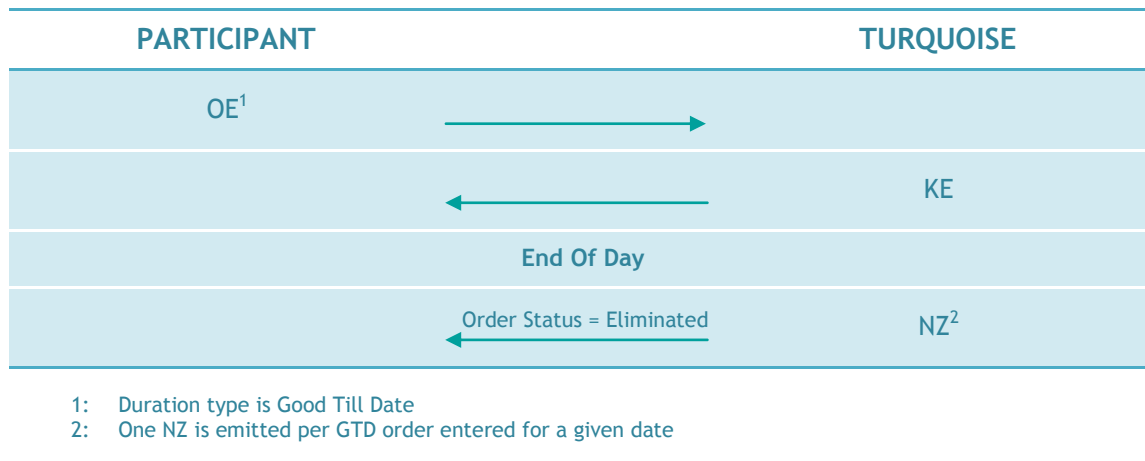 PARTICIPANT TURQUOISE
OE1
KE
End Of Day
Order Status = Eliminated NZ2
1: Duration type is Good Till Date
2: One NZ is emitted per GTD order entered for a given date